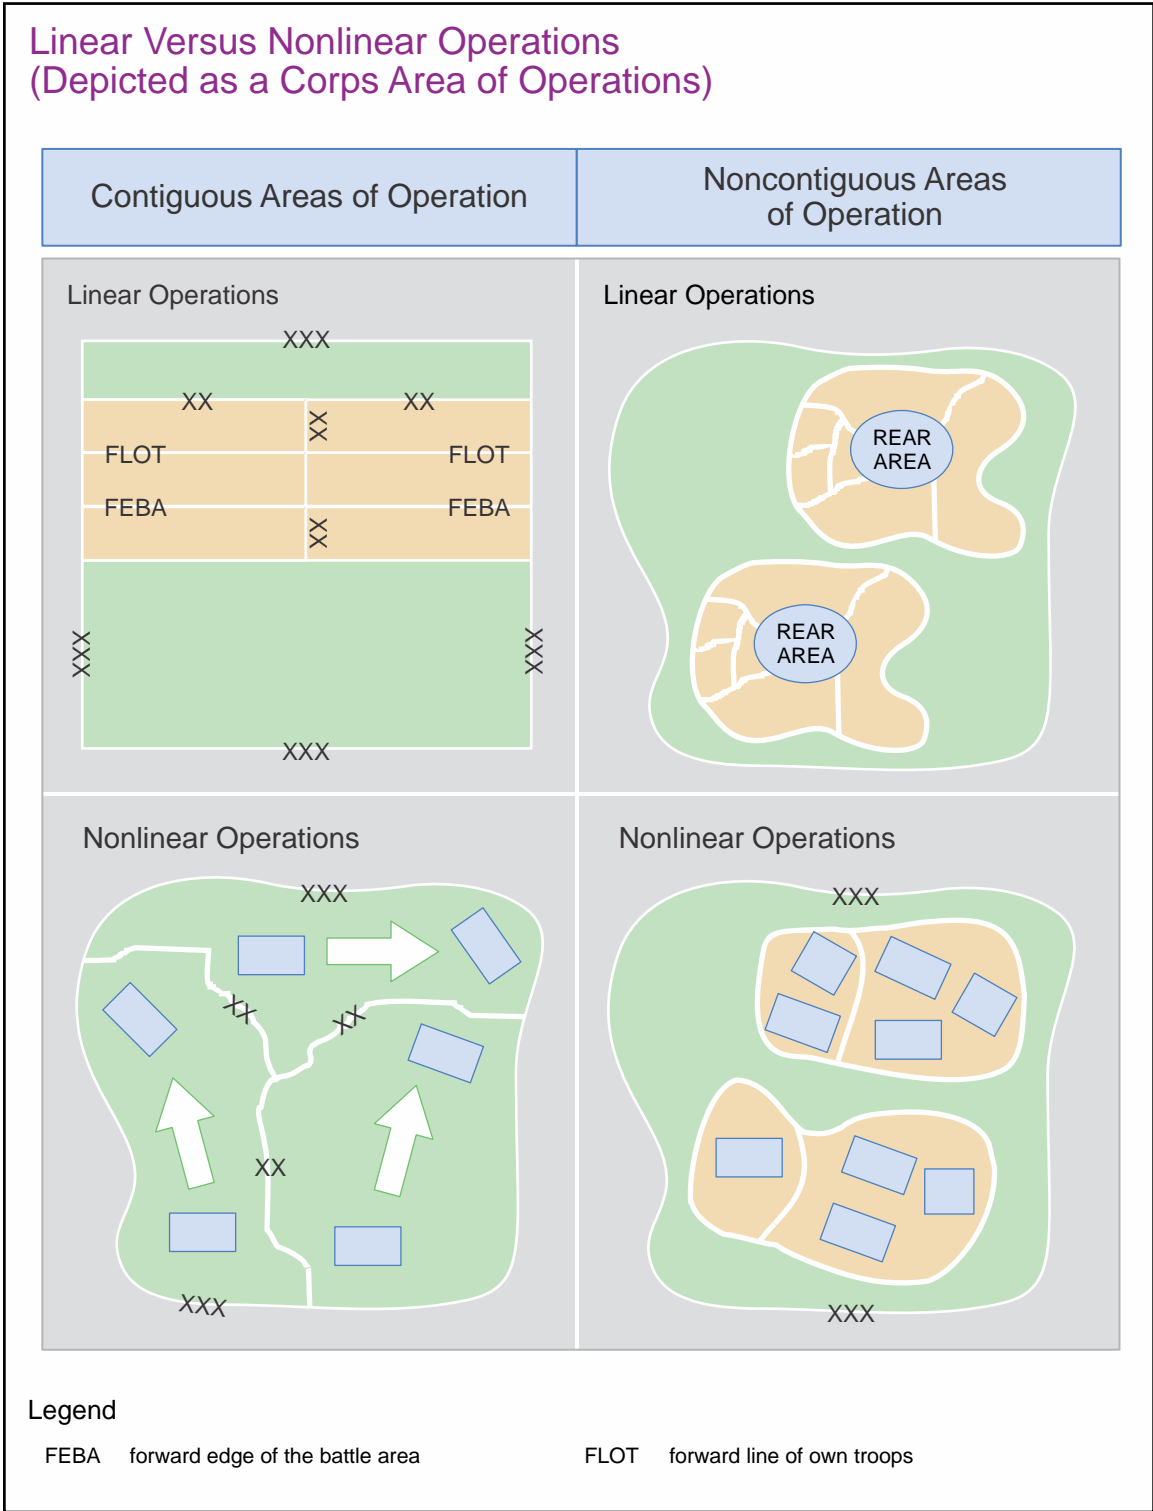 Linear Versus Nonlinear Operations
(Depicted as a Corps Area of Operations)
Contiguous Areas of Operation
Noncontiguous Areas
of Operation
Linear Operations
XXX
XX XX
XX
FLOT FLOT
FEBA FEBA
XX
XXX XXX
XXX
Linear Operations
REAR
AREA
REAR
AREA
Nonlinear Operations
XXX
XX XX
XX
XXX
Nonlinear Operations
XXX
XXX
Legend
FEBA forward edge of the battle area
FLOT forward line of own troops